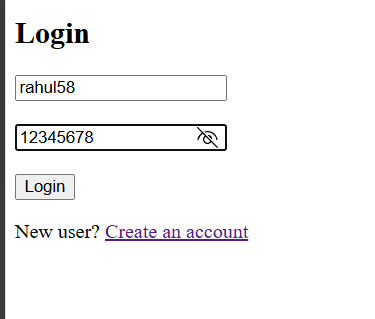 Login
rahul58
12345678
Login
New user? Create an account